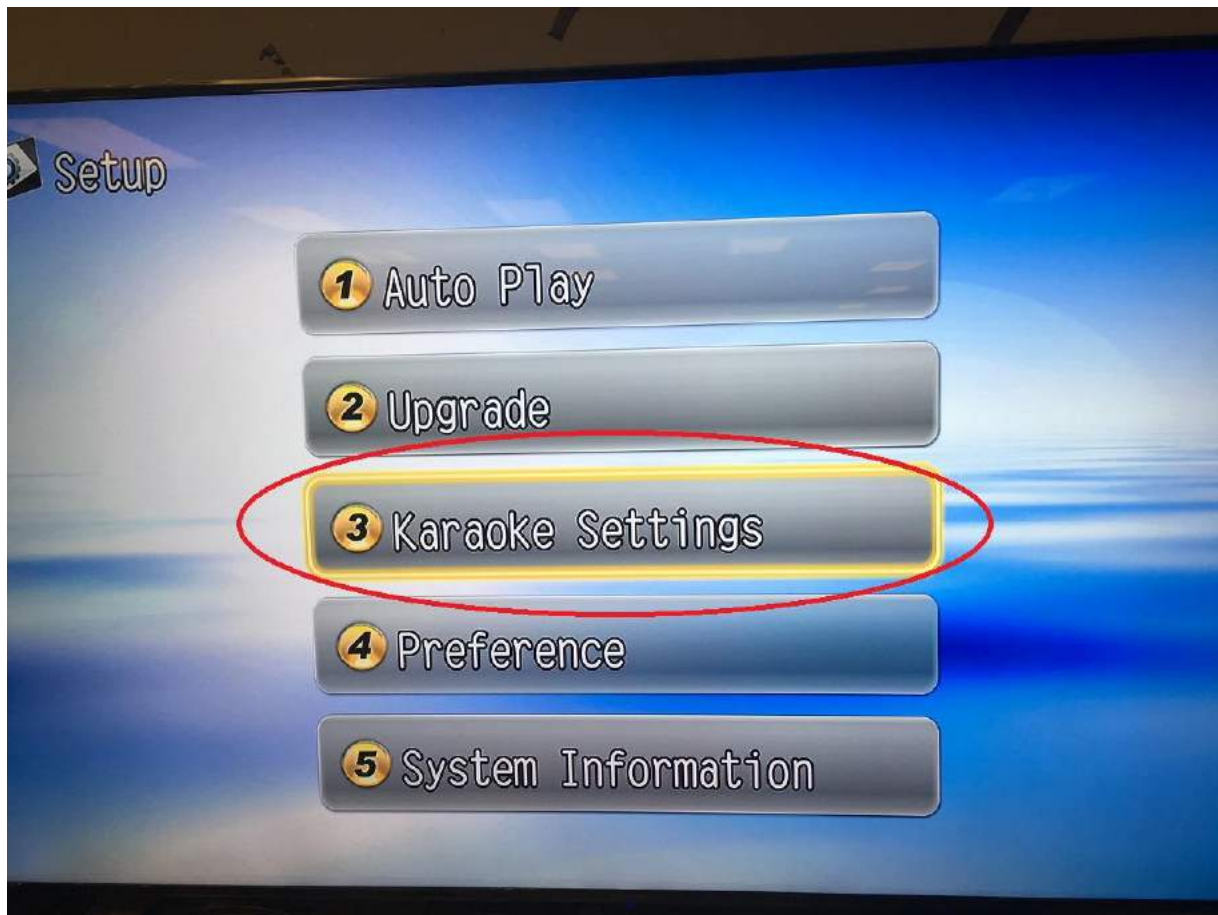 Setup
1 Auto Play
2 Upgrade
3 Karaoke Settings
4 Preference
5 System Information